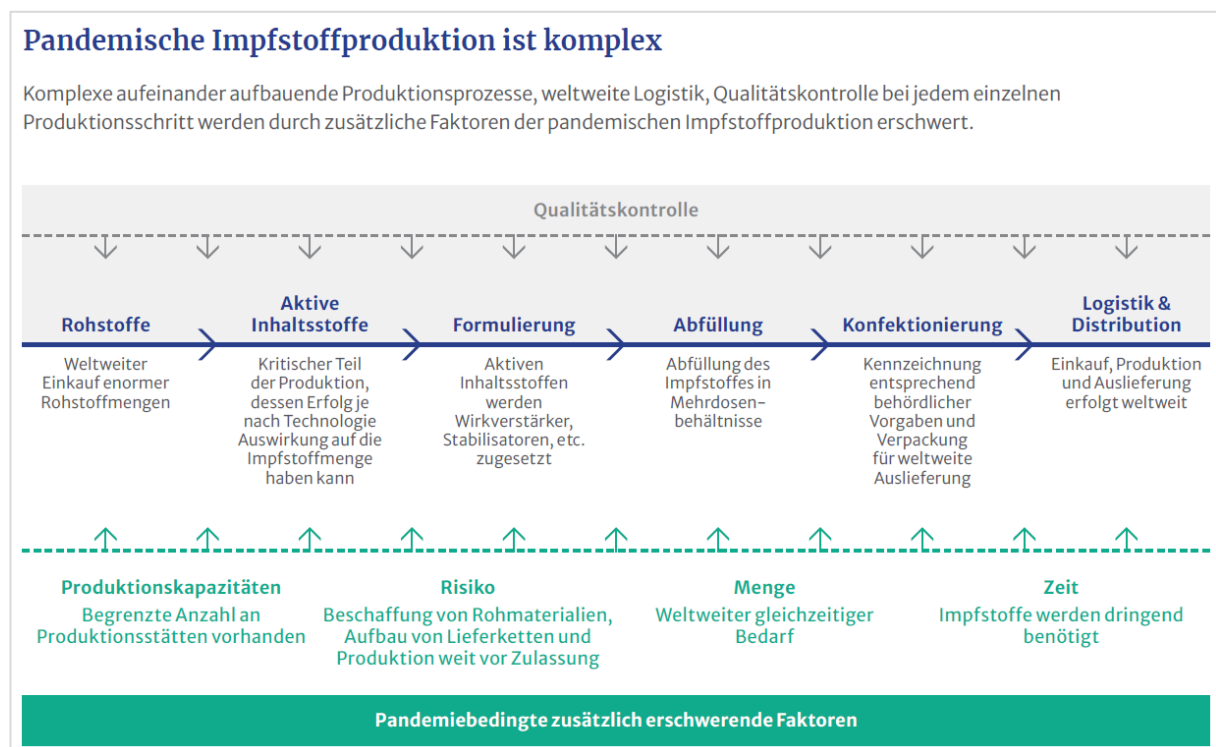 Pandemische Impfstoffproduktion ist komplex
Komplexe aufeinander aufbauende Produktionsprozesse, weltweite Logistik, Qualitätskontrolle bei jedem einzelnen
Produktionsschritt werden durch zusätzliche Faktoren der pandemischen Impfstoffproduktion erschwert.
Qualitätskontrolle
Rohstoffe
Weltweiter
Einkauf enormer
Rohstoffmengen
Aktive
Inhaltsstoffe
Kritischer Teil
der Produktion,
dessen Erfolg je
nach Technologie
Auswirkung auf die
Impfstoffmenge
haben kann
Formulierung
Aktiven
Inhaltsstoffen
werden
Wirkverstärker,
Stabilisatoren, etc.
zugesetzt
Abfüllung
Abfüllung des
Impfstoffes in
Mehrdosen-
behältnisse
Konfektionierung
Kennzeichnung
entsprechend
behördlicher
Vorgaben und
Verpackung
für weltweite
Auslieferung
Logistik &
Distribution
Einkauf, Produktion
und Auslieferung
erfolgt weltweit
Produktionskapazitäten
Begrenzte Anzahl an
Produktionsstätten vorhanden
Risiko
Beschaffung von Rohmaterialien,
Aufbau von Lieferketten und
Produktion weit vor Zulassung
Menge
Weltweiter gleichzeitiger
Bedarf
Zeit
Impfstoffe werden dringend
benötigt
Pandemiebedingte zusätzlich erschwerende Faktoren